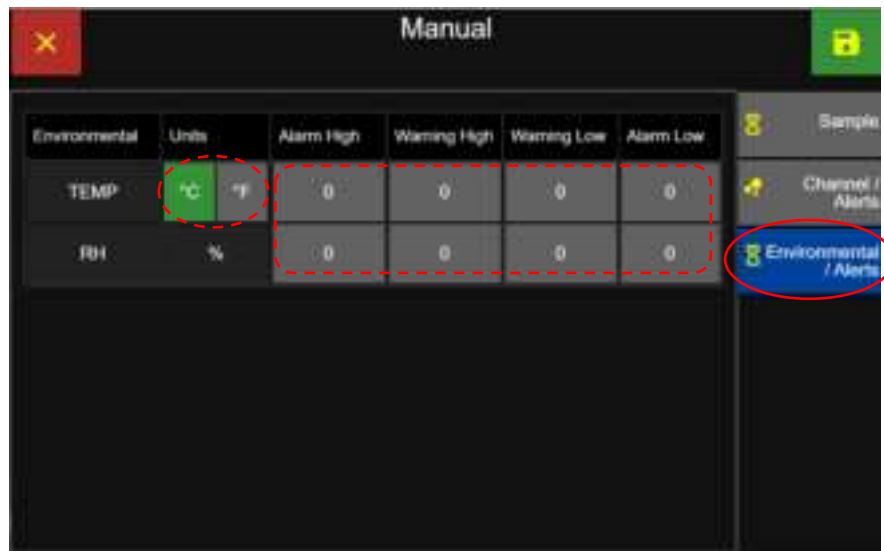 Manual
Environmental Units Alarm High Warning High Warning Low Alarm Low
TEMP °C °F 0 0 0 0
RH % 0 0 0 0
Sample
Channel /
Alerts
Environmental
/ Alerts